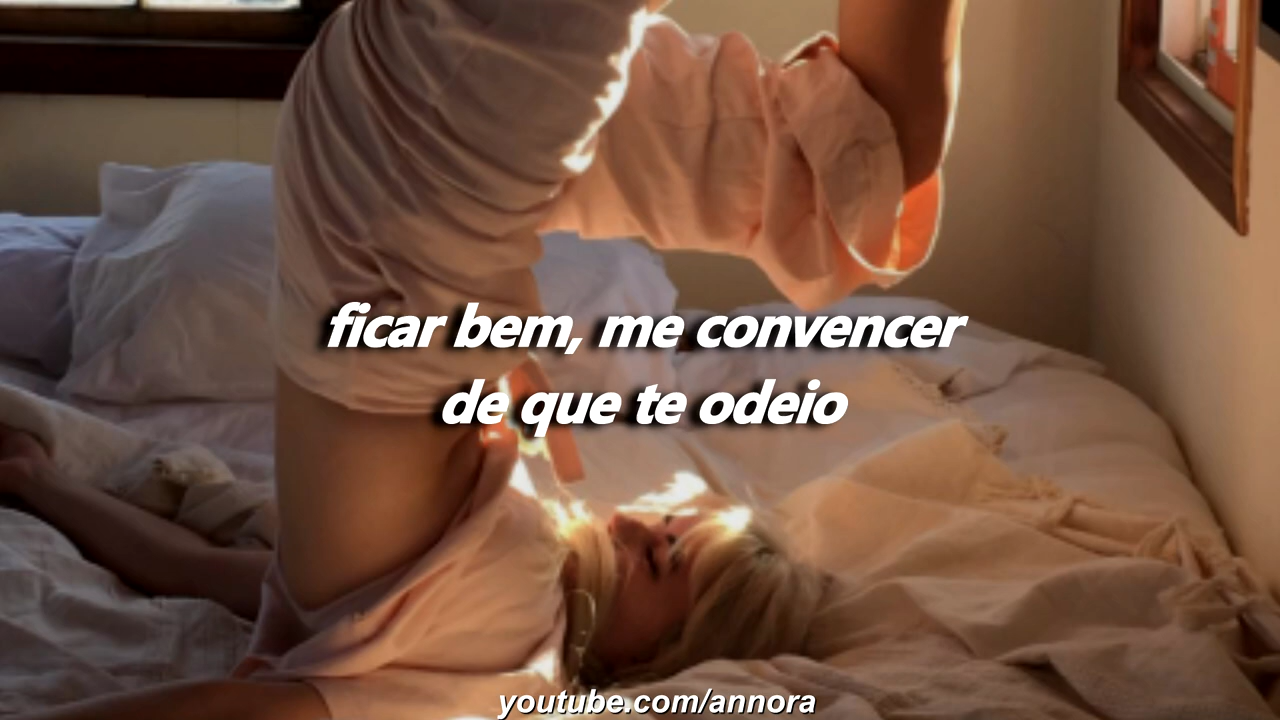 ficar bem, me convencer
de que te odeio
youtube.com/annora